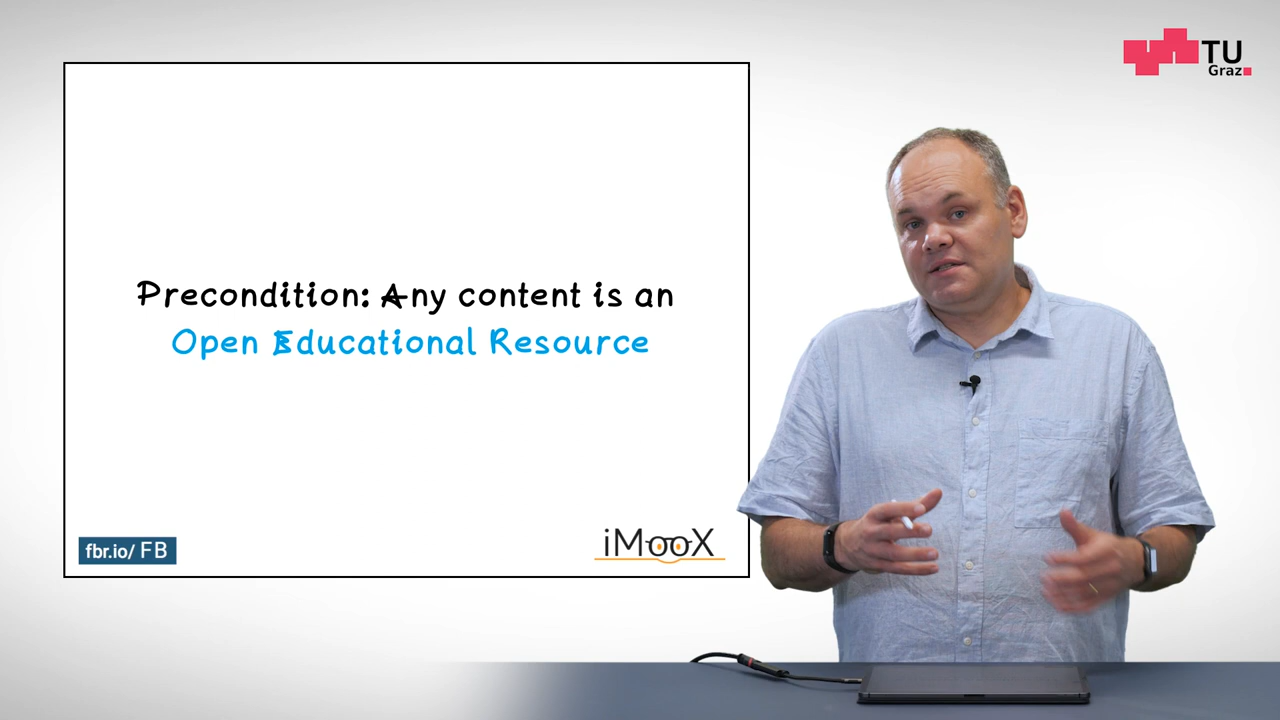 TU
Graz
Precondition: Any content is an
Open Educational Resource
fbr.io/ FB
iMooX